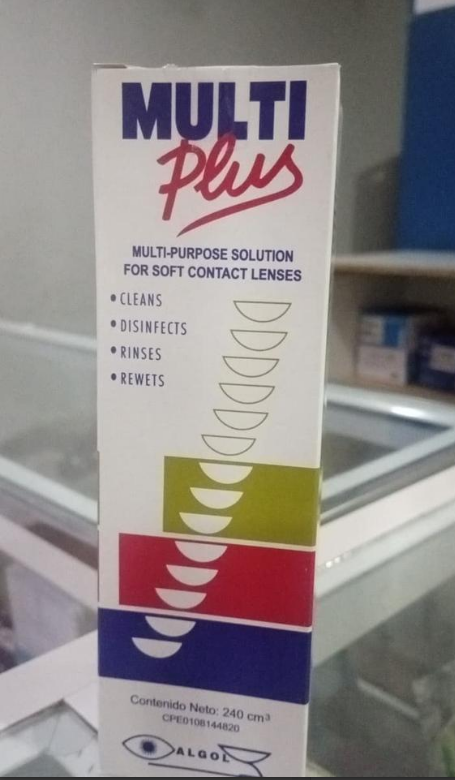 MULTI
Plus
MULTI-PURPOSE SOLUTION
FOR SOFT CONTACT LENSES
• CLEANS
• DISINFECTS
• RINSES
• REWETS
Contenido Neto: 240 cm³
CPE0108144820
ALGOL